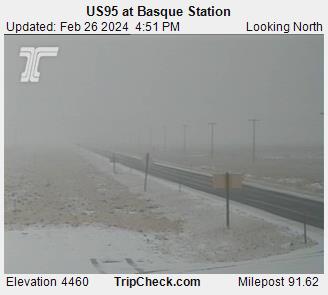 US95 at Basque Station
Updated: Feb 26 2024 4:51 PM Looking North
Elevation 4460 TripCheck.com Milepost 91.62